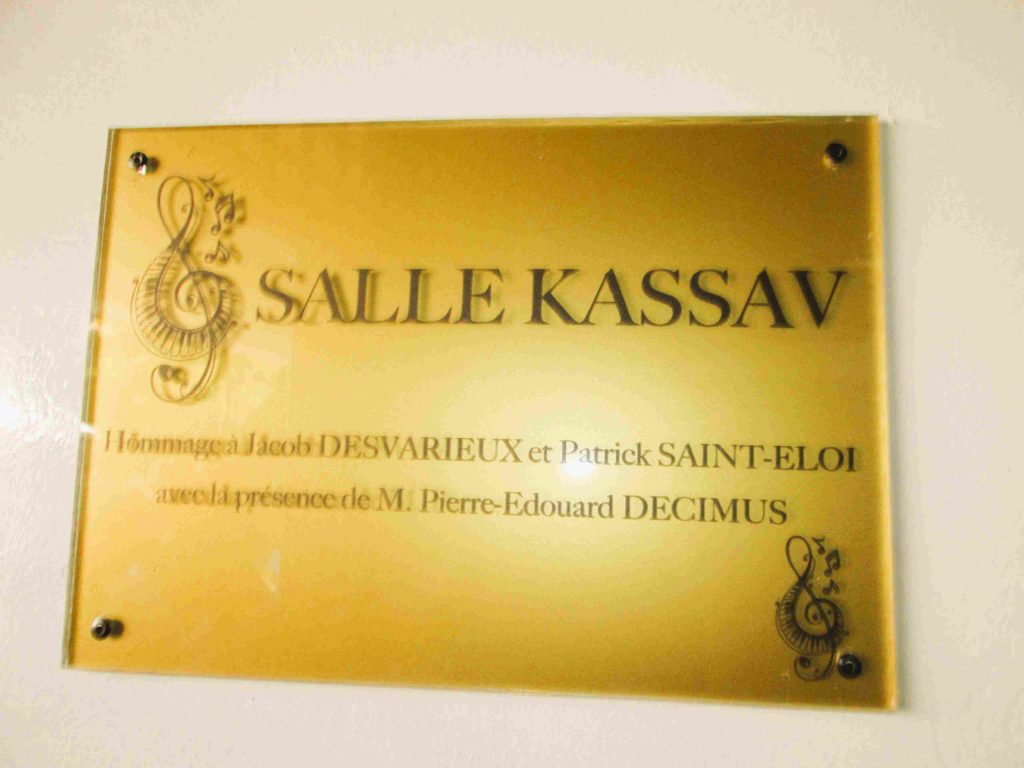 SALLE KASSAV
Hommage à Jacob DESVARIEUX et Patrick SAINT-ELOI
avec la présence de M. Pierre-Edouard DECIMUS